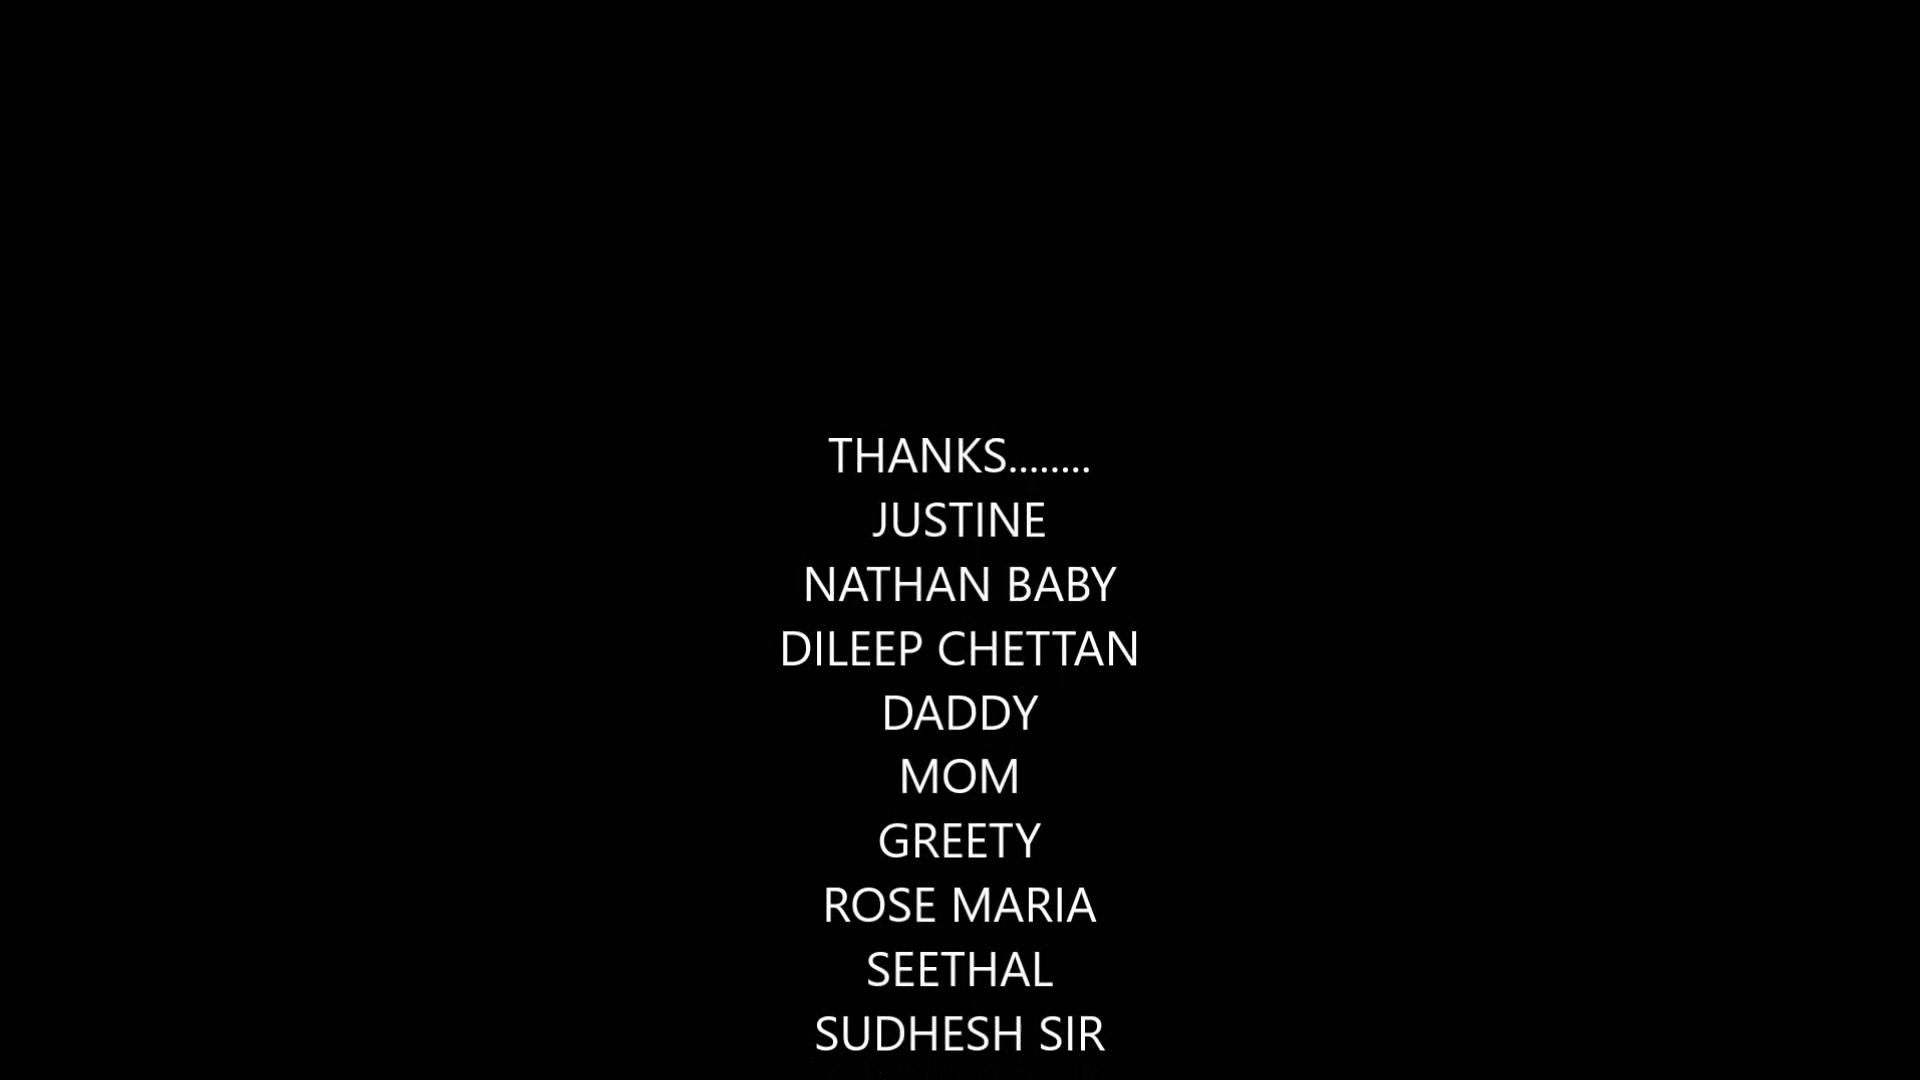 THANKS........
JUSTINE
NATHAN BABY
DILEEP CHETTAN
DADDY
MOM
GREETY
ROSE MARIA
SEETHAL
SUDHESH SIR